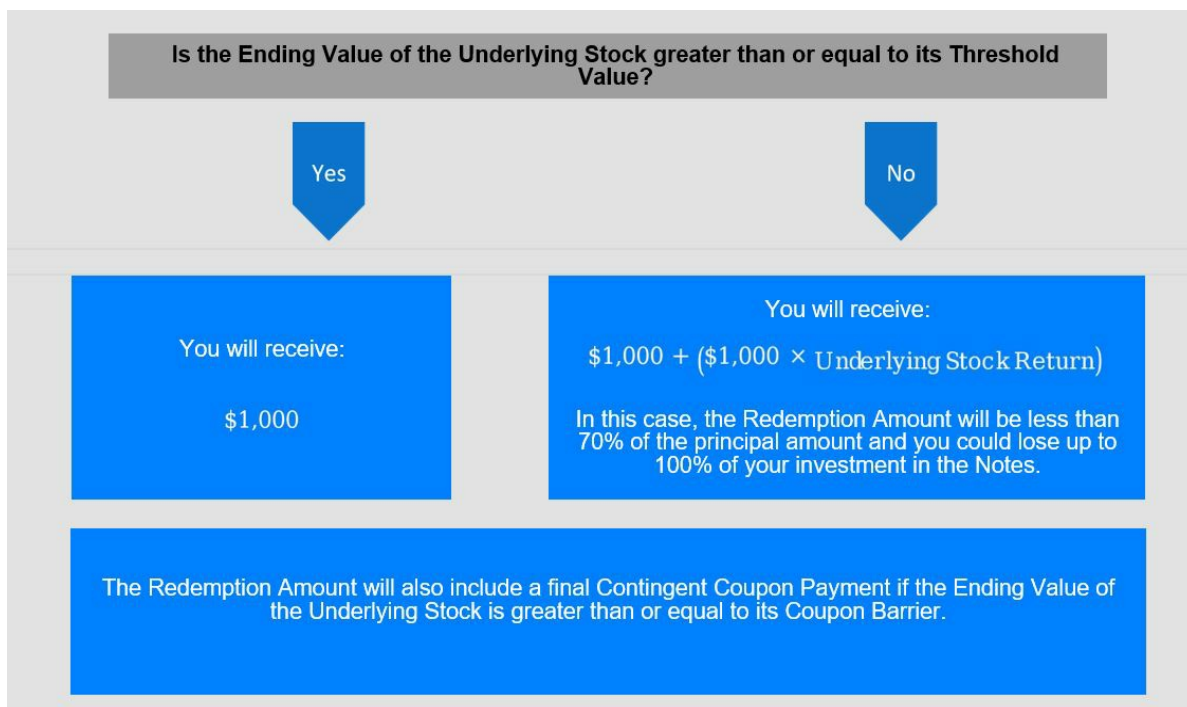 Is the Ending Value of the Underlying Stock greater than or equal to its Threshold
Value?
Yes
No
You will receive:
$1,000
You will receive:
$1,000 + ($1,000 × Underlying Stock Return)
In this case, the Redemption Amount will be less than
70% of the principal amount and you could lose up to
100% of your investment in the Notes.
The Redemption Amount will also include a final Contingent Coupon Payment if the Ending Value of
the Underlying Stock is greater than or equal to its Coupon Barrier.